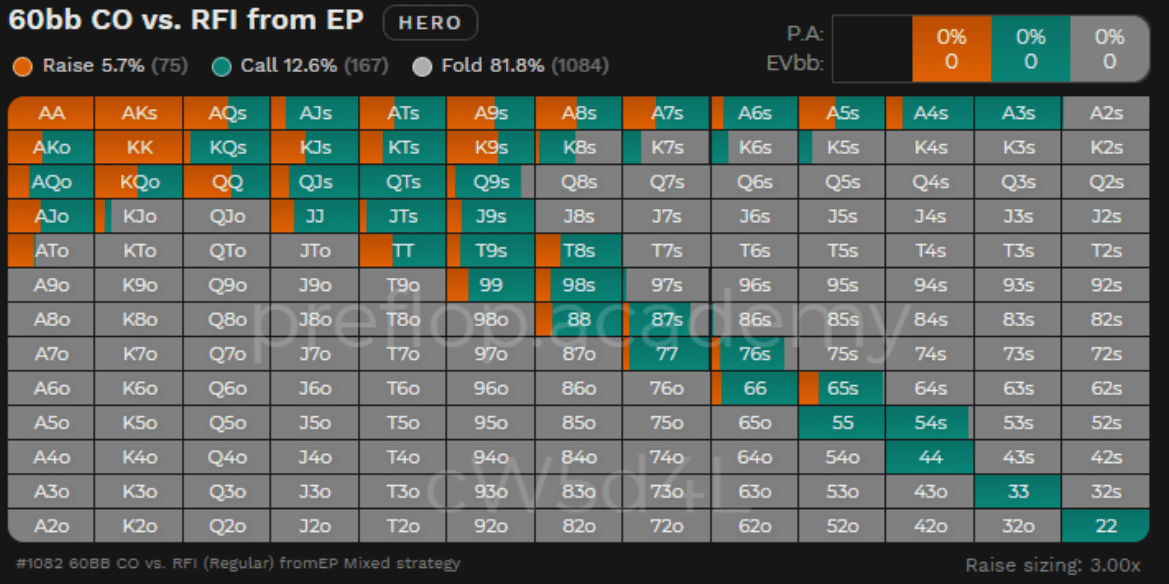 60bb CO vs. RFI from EP HERO
P.A: 0% 0% 0%
EVbb: 0 0 0
Raise 5.7% (75) Call 12.6% (167) Fold 81.8% (1084)
AA AKs AQs AJs ATs A9s A8s A7s A6s A5s A4s A3s A2s
AKo KK KQs KJs KTs K9s K8s K7s K6s K5s K4s K3s K2s
AQo KQo QQ QJs QTs Q9s Q8s Q7s Q6s Q5s Q4s Q3s Q2s
AJo KJo QJo JJ JTs J9s J8s J7s J6s J5s J4s J3s J2s
ATo KTo QTo JTo TT T9s T8s T7s T6s T5s T4s T3s T2s
A9o K9o Q9o J9o T9o 99 98s 97s 96s 95s 94s 93s 92s
A8o K8o Q8o J8o T8o 98o 88 87s 86s 85s 84s 83s 82s
preflop.academy
A7o K7o Q7o J7o T7o 97o 87o 77 76s 75s 74s 73s 72s
A6o K6o Q6o J6o T6o 96o 86o 76o 66 65s 64s 63s 62s
A5o K5o Q5o J5o T5o 95o 85o 75o 65o 55 54s 53s 52s
A4o K4o Q4o J4o T4o 94o 84o 74o 64o 54o 44 43s 42s
A3o K3o Q3o J3o T3o 93o 83o 73o 63o 53o 43o 33 32s
cW5d4L
A2o K2o Q2o J2o T2o 92o 82o 72o 62o 52o 42o 32o 22
#1082 60BB CO vs. RFI (Regular) fromEP Mixed strategy
Raise sizing: 3.00x